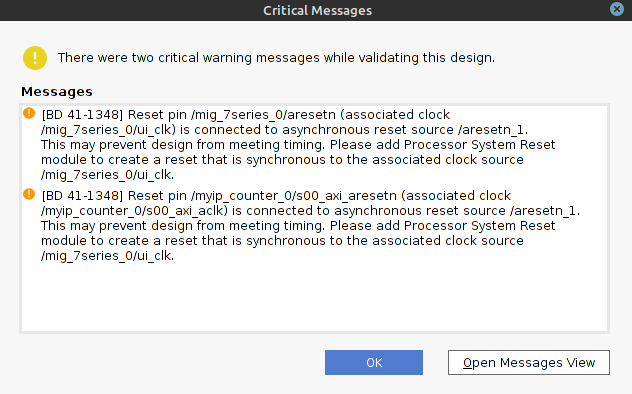 Critical Messages
There were two critical warning messages while validating this design.
Messages
[BD 41-1348] Reset pin /mig_7series_0/aresetn (associated clock
/mig_7series_0/ui_clk) is connected to asynchronous reset source /aresetn_1.
This may prevent design from meeting timing. Please add Processor System Reset
module to create a reset that is synchronous to the associated clock source
/mig_7series_0/ui_clk.
[BD 41-1348] Reset pin /myip_counter_0/s00_axi_aresetn (associated clock
/myip_counter_0/s00_axi_aclk) is connected to asynchronous reset source /aresetn_1.
This may prevent design from meeting timing. Please add Processor System Reset
module to create a reset that is synchronous to the associated clock source
/mig_7series_0/ui_clk.
OK
Open Messages View